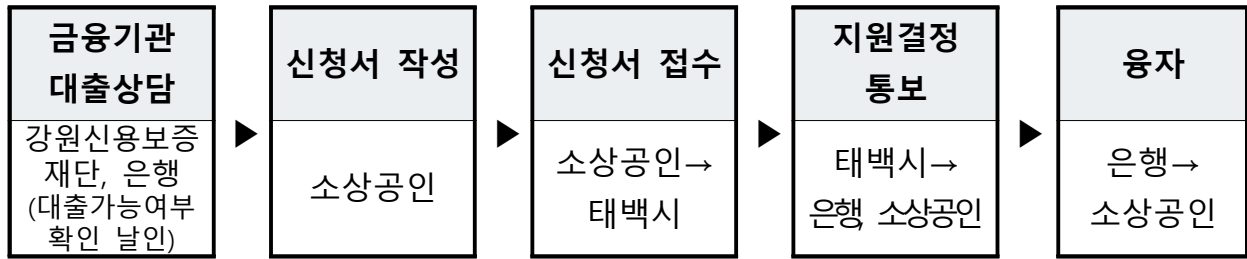 금융기관
대출상담
강원신용보증
재단, 은행
(대출가능여부
확인 날인)
▶
신청서 작성
소상공인
▶
신청서 접수
소상공인→
태백시
▶
지원결정
통보
태백시→
은행, 소상공인
▶
융자
은행→
소상공인